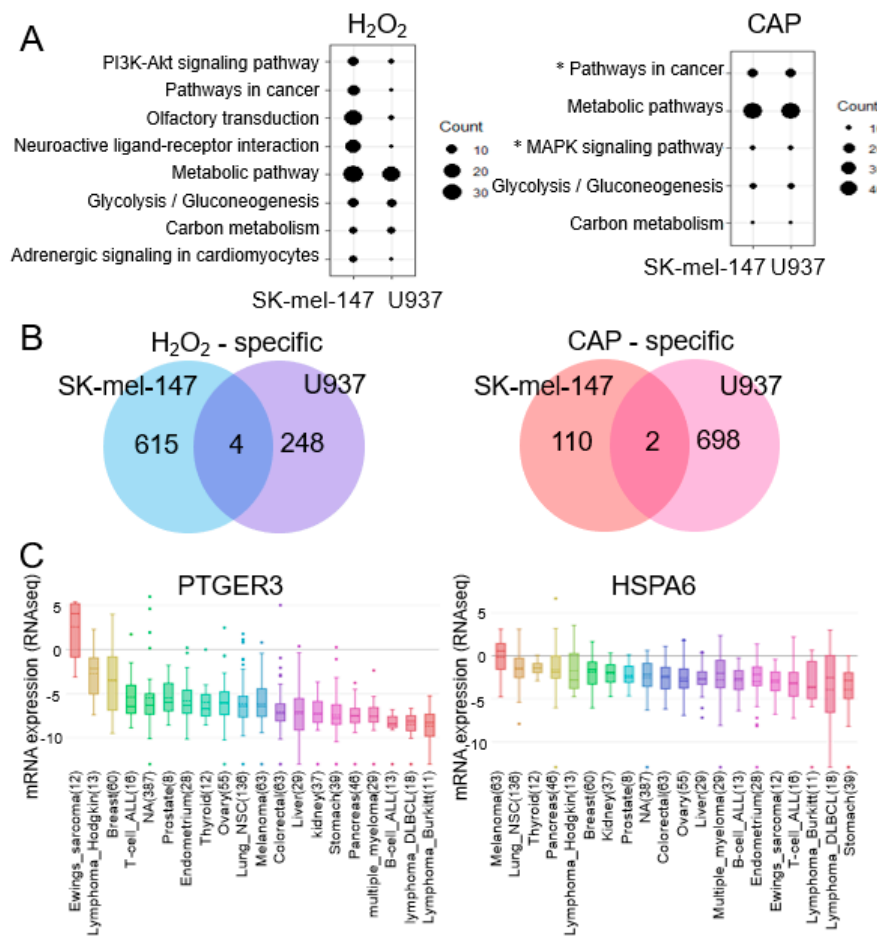 A
H₂O₂
CAP
PI3K-Akt signaling pathway
Pathways in cancer
Olfactory transduction
Neuroactive ligand-receptor interaction
Metabolic pathway
Glycolysis / Gluconeogenesis
Carbon metabolism
Adrenergic signaling in cardiomyocytes
Count
10
20
30
SK-mel-147 U937
* Pathways in cancer
Metabolic pathways
* MAPK signaling pathway
Glycolysis / Gluconeogenesis
Carbon metabolism
Count
SK-mel-147 U937
B
H₂O₂ - specific
SK-mel-147
U937
615
4
248
CAP - specific
SK-mel-147
U937
110
2
698
C
PTGER3
mRNA expression (RNAseq)
5
0
-5
-10
Ewings_sarcoma(12)
Lymphoma_Hodgkin(13)
Breast(60)
T-cell_ALL(16)
NA(387)
Prostate(8)
Endometrium(28)
Thyroid(12)
Ovary(55)
Lung_NSC(136)
Melanoma(63)
Colorectal(63)
Liver(29)
kidney(37)
Stomach(39)
Pancreas(46)
multiple_myeloma(29)
B-cell_ALL(13)
lymphoma_DLBCL(18)
Lymphoma_Burkitt(11)
HSPA6
mRNA expression (RNAseq)
5
0
-5
-10
Melanoma(63)
Lung_NSC(136)
Thyroid(12)
Pancreas(46)
Lymphoma_Hodgkin(13)
Breast(60)
Kidney(37)
Prostate(8)
NA(387)
Colorectal(63)
Ovary(55)
Liver(29)
Multiple_myeloma(29)
B-cell_ALL(13)
Endometrium(28)
Ewings_sarcoma(12)
T-cell_ALL(16)
Lymphoma_Burkitt(11)
Lymphoma_DLBCL(18)
Stomach(39)